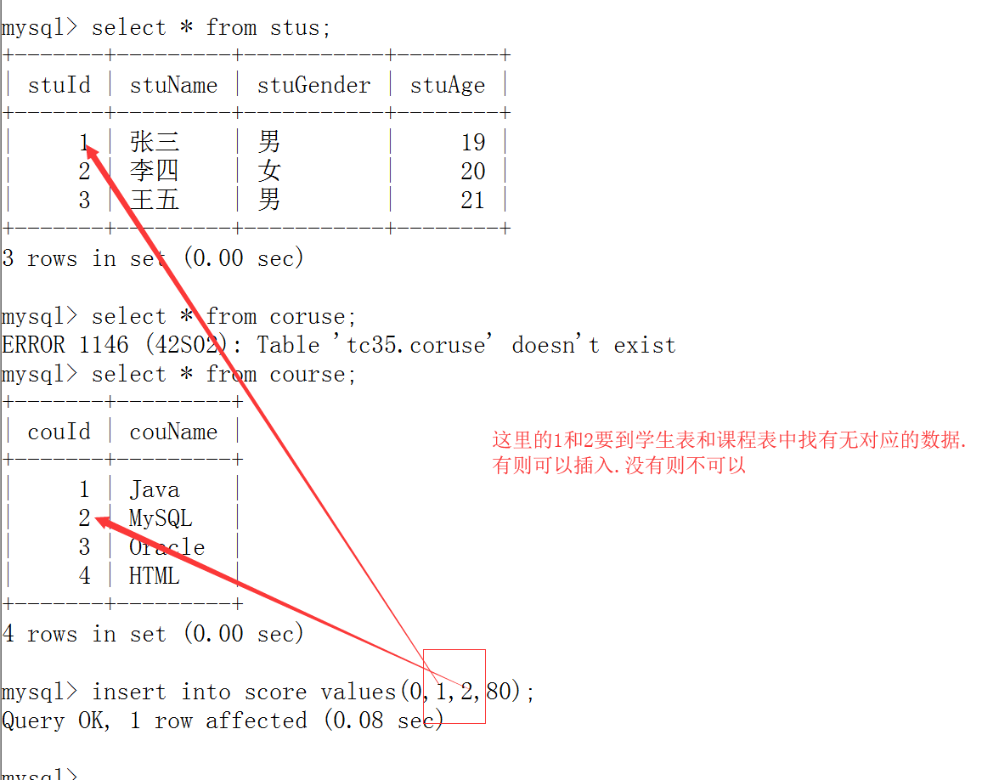 mysql> select * from stus;
+-------+---------+-----------+--------+
| stuId | stuName | stuGender | stuAge |
+-------+---------+-----------+--------+
|     1 | 张三    | 男        |     19 |
|     2 | 李四    | 女        |     20 |
|     3 | 王五    | 男        |     21 |
+-------+---------+-----------+--------+
3 rows in set (0.00 sec)
mysql> select * from coruse;
ERROR 1146 (42S02): Table 'tc35.coruse' doesn't exist
mysql> select * from course;
+-------+---------+
| couId | couName |
+-------+---------+
|     1 | Java    |
|     2 | MySQL   |
|     3 | Oracle  |
|     4 | HTML    |
+-------+---------+
4 rows in set (0.00 sec)
这里的1和2要到学生表和课程表中找有无对应的数据.
有则可以插入.没有则不可以
mysql> insert into score values(0,1,2,80);
Query OK, 1 row affected (0.08 sec)
mysql>